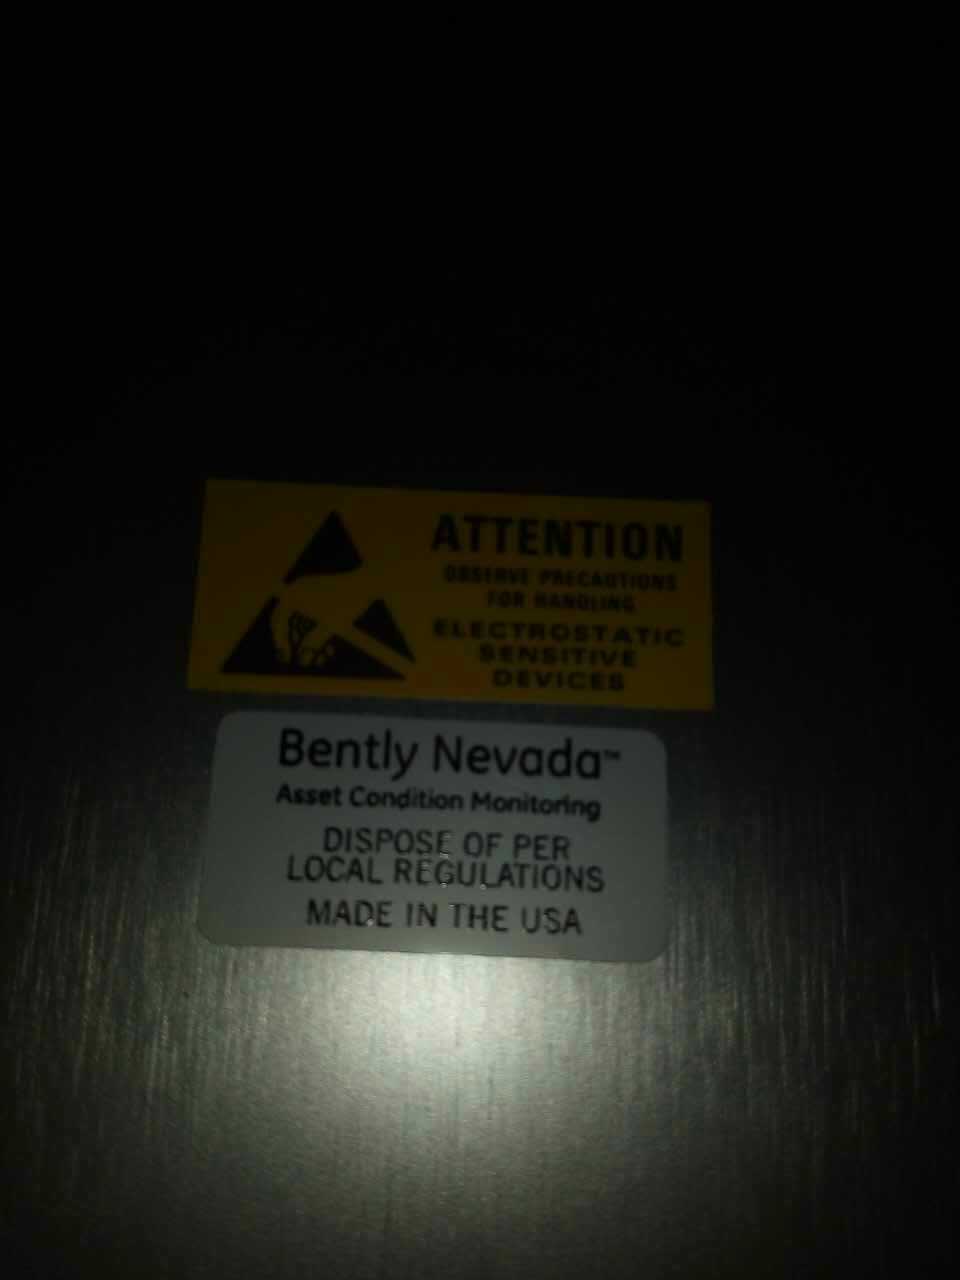 ATTENTION
OBSERVE PRECAUTIONS
FOR HANDLING
ELECTROSTATIC
SENSITIVE
DEVICES
Bently Nevada™
Asset Condition Monitoring
DISPOSE OF PER
LOCAL REGULATIONS
MADE IN THE USA